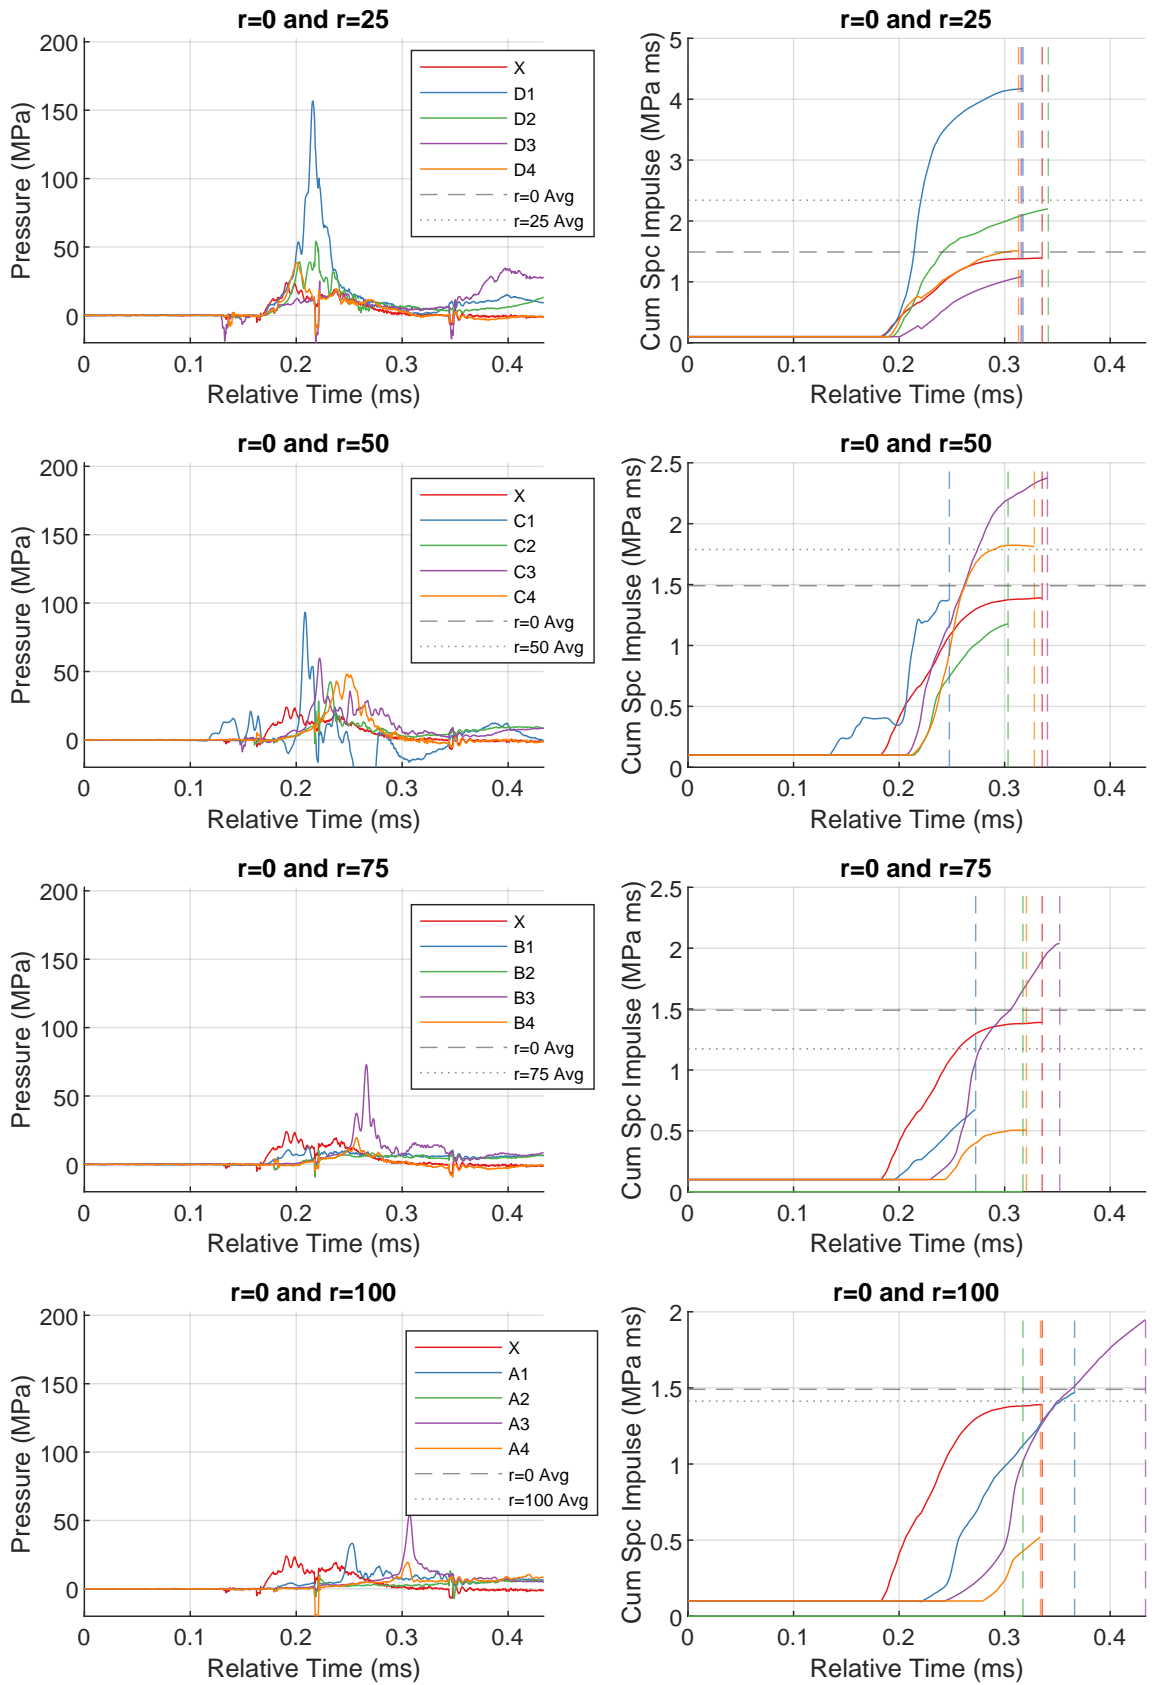 r=0 and r=25
200
150
100
50
0
Pressure (MPa)
0
0.1
0.2
0.3
0.4
Relative Time (ms)
X
D1
D2
D3
D4
r=0 Avg
r=25 Avg
r=0 and r=25
5
4
3
2
1
0
Cum Spc Impulse (MPa ms)
0
0.1
0.2
0.3
0.4
Relative Time (ms)
r=0 and r=50
200
150
100
50
0
Pressure (MPa)
0
0.1
0.2
0.3
0.4
Relative Time (ms)
X
C1
C2
C3
C4
r=0 Avg
r=50 Avg
r=0 and r=50
2.5
2
1.5
1
0.5
0
Cum Spc Impulse (MPa ms)
0
0.1
0.2
0.3
0.4
Relative Time (ms)
r=0 and r=75
200
150
100
50
0
Pressure (MPa)
0
0.1
0.2
0.3
0.4
Relative Time (ms)
X
B1
B2
B3
B4
r=0 Avg
r=75 Avg
r=0 and r=75
2.5
2
1.5
1
0.5
0
Cum Spc Impulse (MPa ms)
0
0.1
0.2
0.3
0.4
Relative Time (ms)
r=0 and r=100
200
150
100
50
0
Pressure (MPa)
0
0.1
0.2
0.3
0.4
Relative Time (ms)
X
A1
A2
A3
A4
r=0 Avg
r=100 Avg
r=0 and r=100
2
1.5
1
0.5
0
Cum Spc Impulse (MPa ms)
0
0.1
0.2
0.3
0.4
Relative Time (ms)